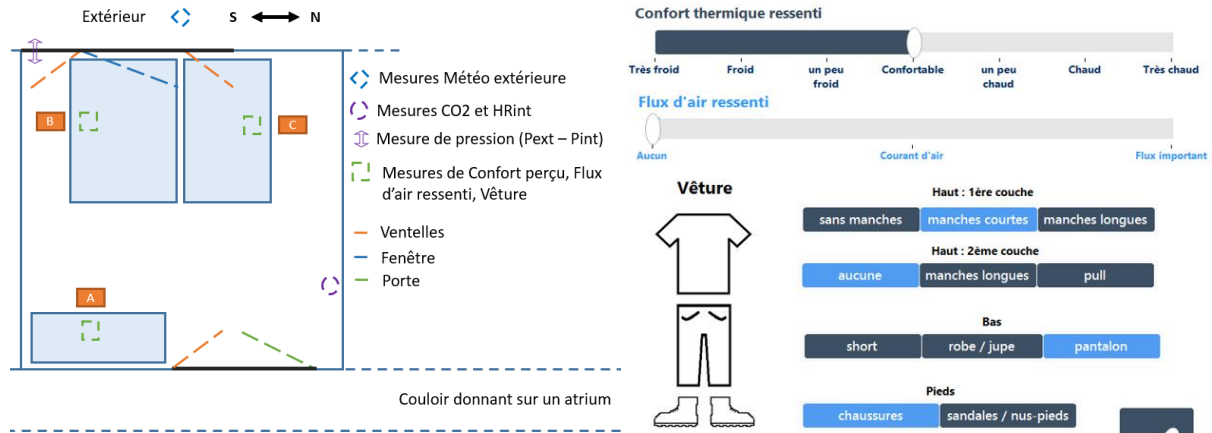 Extérieur
S
N
B
C
A
Mesures Météo extérieure
Mesures CO2 et HRint
Mesure de pression (Pext – Pint)
Mesures de Confort perçu, Flux
d'air ressenti, Vêture
Ventelles
Fenêtre
Porte
Couloir donnant sur un atrium
Confort thermique ressenti
Très froid
Froid
un peu
froid
Confortable
un peu
chaud
Chaud
Très chaud
Flux d'air ressenti
Aucun
Courant d'air
Flux important
Vêture
Haut : 1ère couche
sans manches
manches courtes
manches longues
Haut : 2ème couche
aucune
manches longues
pull
Bas
short
robe / jupe
pantalon
Pieds
chaussures
sandales / nus-pieds